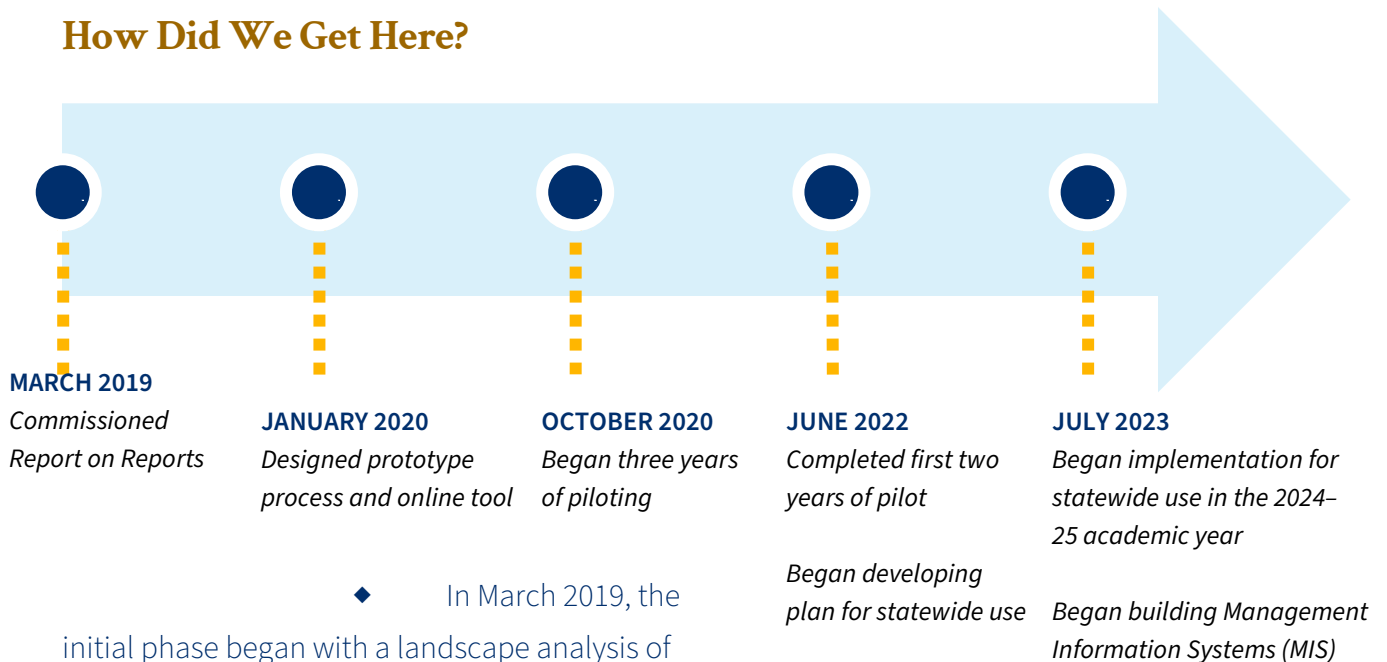 How Did We Get Here?
MARCH 2019
Commissioned
Report on Reports
JANUARY 2020
Designed prototype
process and online tool
OCTOBER 2020
Began three years
of piloting
JUNE 2022
Completed first two
years of pilot
Began developing
plan for statewide use
JULY 2023
Began implementation for
statewide use in the 2024–
25 academic year
Began building Management
Information Systems (MIS)
In March 2019, the
initial phase began with a landscape analysis of